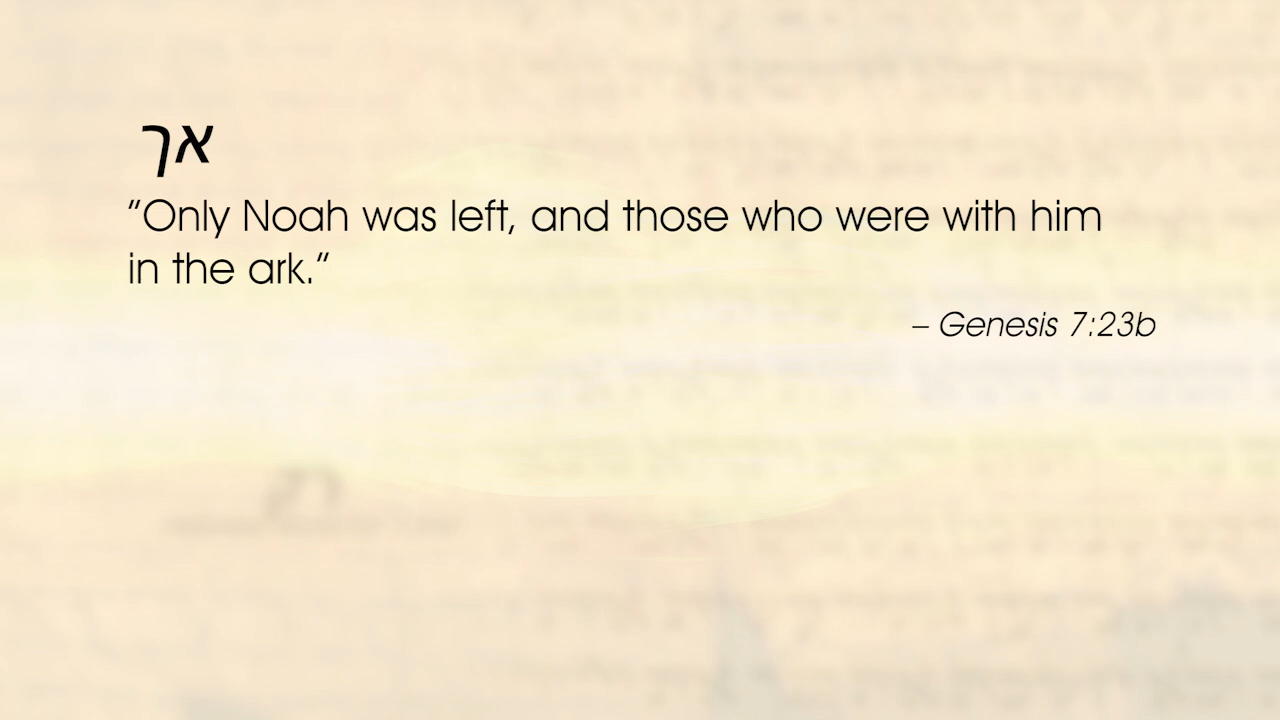 אך
”Only Noah was left, and those who were with him
in the ark.”
– Genesis 7:23b